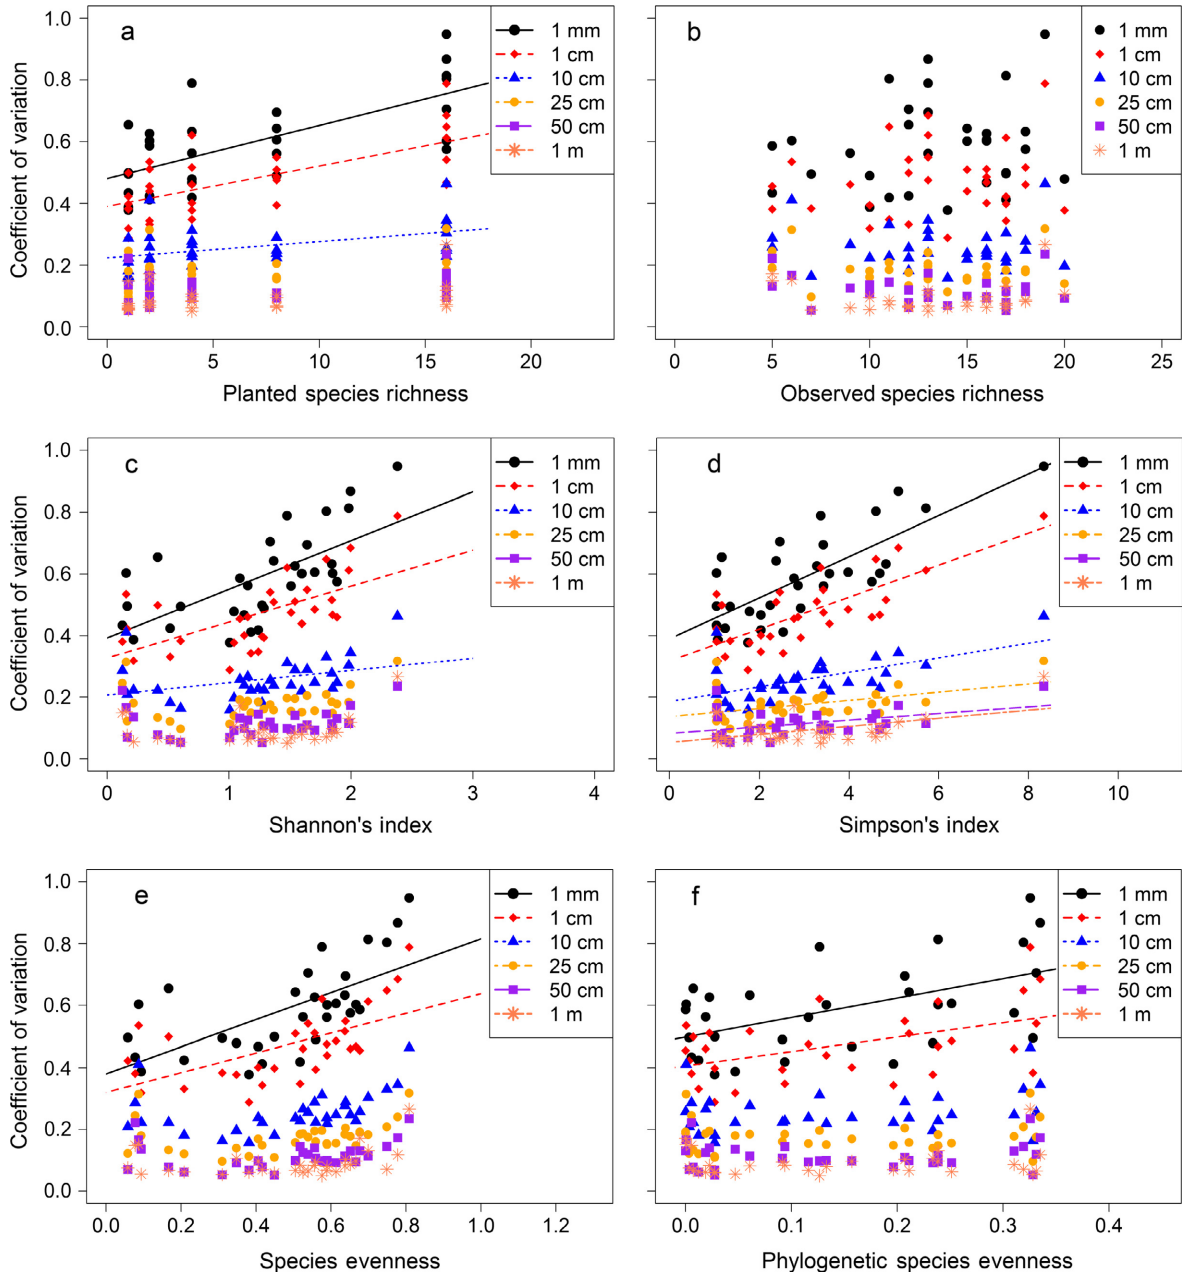 a
1.0
0.8
0.6
0.4
0.2
0.0
Coefficient of variation
0
5
10
15
20
Planted species richness
1 mm
1 cm
10 cm
25 cm
50 cm
1 m
b
0
5
10
15
20
25
Observed species richness
1 mm
1 cm
10 cm
25 cm
50 cm
1 m
c
1.0
0.8
0.6
0.4
0.2
0.0
Coefficient of variation
0
1
2
3
4
Shannon's index
1 mm
1 cm
10 cm
25 cm
50 cm
1 m
d
0
2
4
6
8
10
Simpson's index
1 mm
1 cm
10 cm
25 cm
50 cm
1 m
e
1.0
0.8
0.6
0.4
0.2
0.0
Coefficient of variation
0.0
0.2
0.4
0.6
0.8
1.0
1.2
Species evenness
1 mm
1 cm
10 cm
25 cm
50 cm
1 m
f
0.0
0.1
0.2
0.3
0.4
Phylogenetic species evenness
1 mm
1 cm
10 cm
25 cm
50 cm
1 m